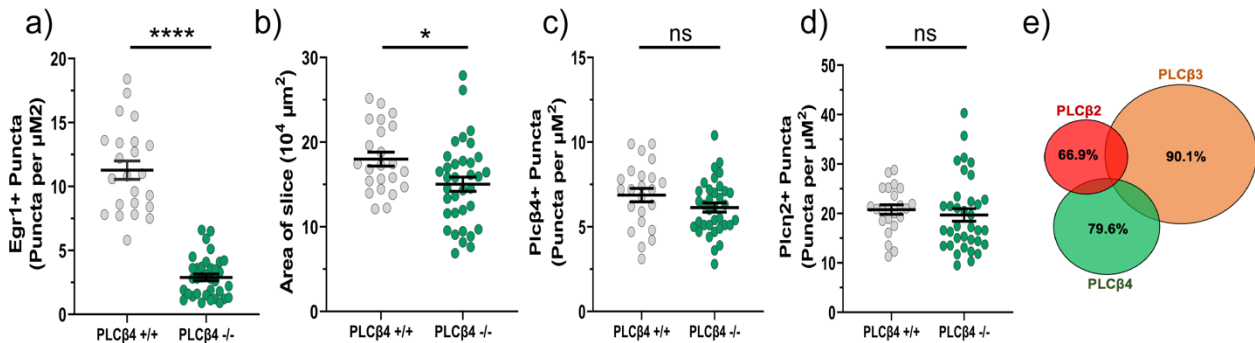 a)
****
Egr1+ Puncta
(Puncta per µM2)
20
15
10
5
0
PLCβ4 +/+
PLCβ4 -/-
b)
*
Area of slice (10⁴ µm²)
30
20
10
0
PLCβ4 +/+
PLCβ4 -/-
c)
ns
Plcβ4+ Puncta
(Puncta per µM²)
15
10
5
0
PLCβ4 +/+
PLCβ4 -/-
d)
ns
Plcη2+ Puncta
(Puncta per µM²)
50
40
30
20
10
0
PLCβ4 +/+
PLCβ4 -/-
e)
PLCβ3
PLCβ2
66.9%
90.1%
79.6%
PLCβ4